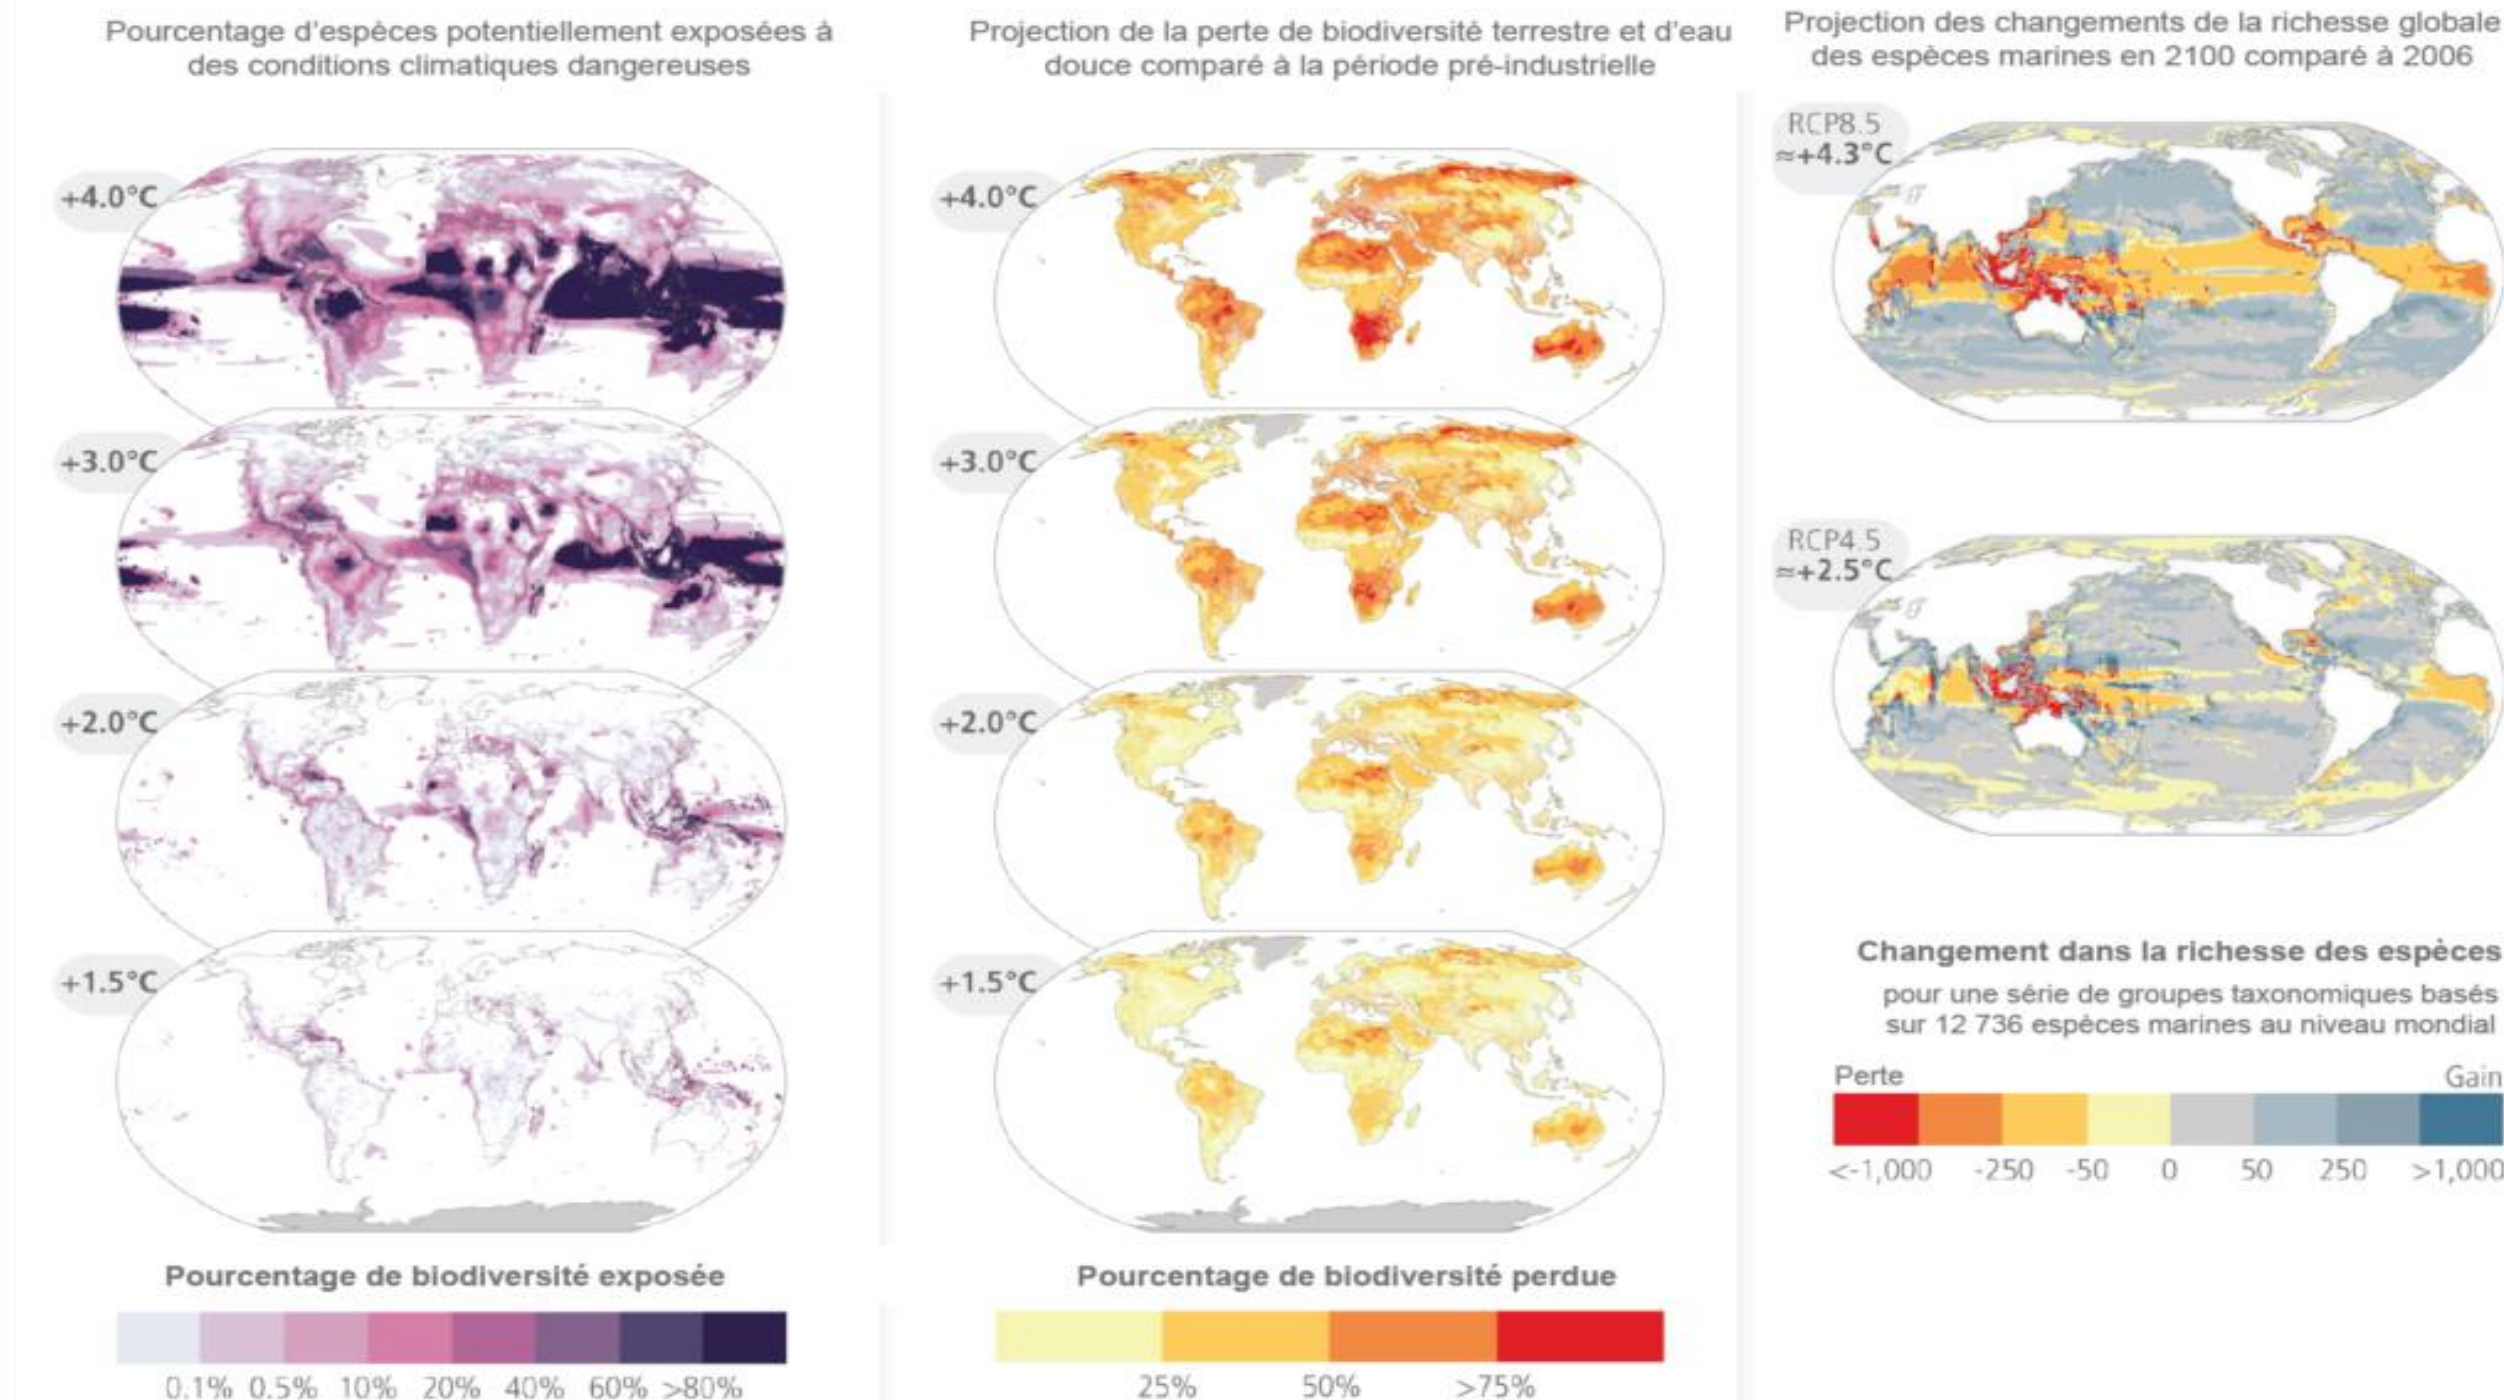 Pourcentage d'espèces potentiellement exposées à
des conditions climatiques dangereuses
+4.0°C
+3.0°C
+2.0°C
+1.5°C
Pourcentage de biodiversité exposée
0.1% 0.5% 10% 20% 40% 60% >80%
Projection de la perte de biodiversité terrestre et d'eau
douce comparé à la période pré-industrielle
+4.0°C
+3.0°C
+2.0°C
+1.5°C
Pourcentage de biodiversité perdue
25% 50% >75%
Projection des changements de la richesse globale
des espèces marines en 2100 comparé à 2006
RCP8.5
≈+4.3°C
RCP4.5
≈+2.5°C
Changement dans la richesse des espèces
pour une série de groupes taxonomiques basés
sur 12 736 espèces marines au niveau mondial
Perte Gain
<-1,000 -250 -50 0 50 250 >1,000